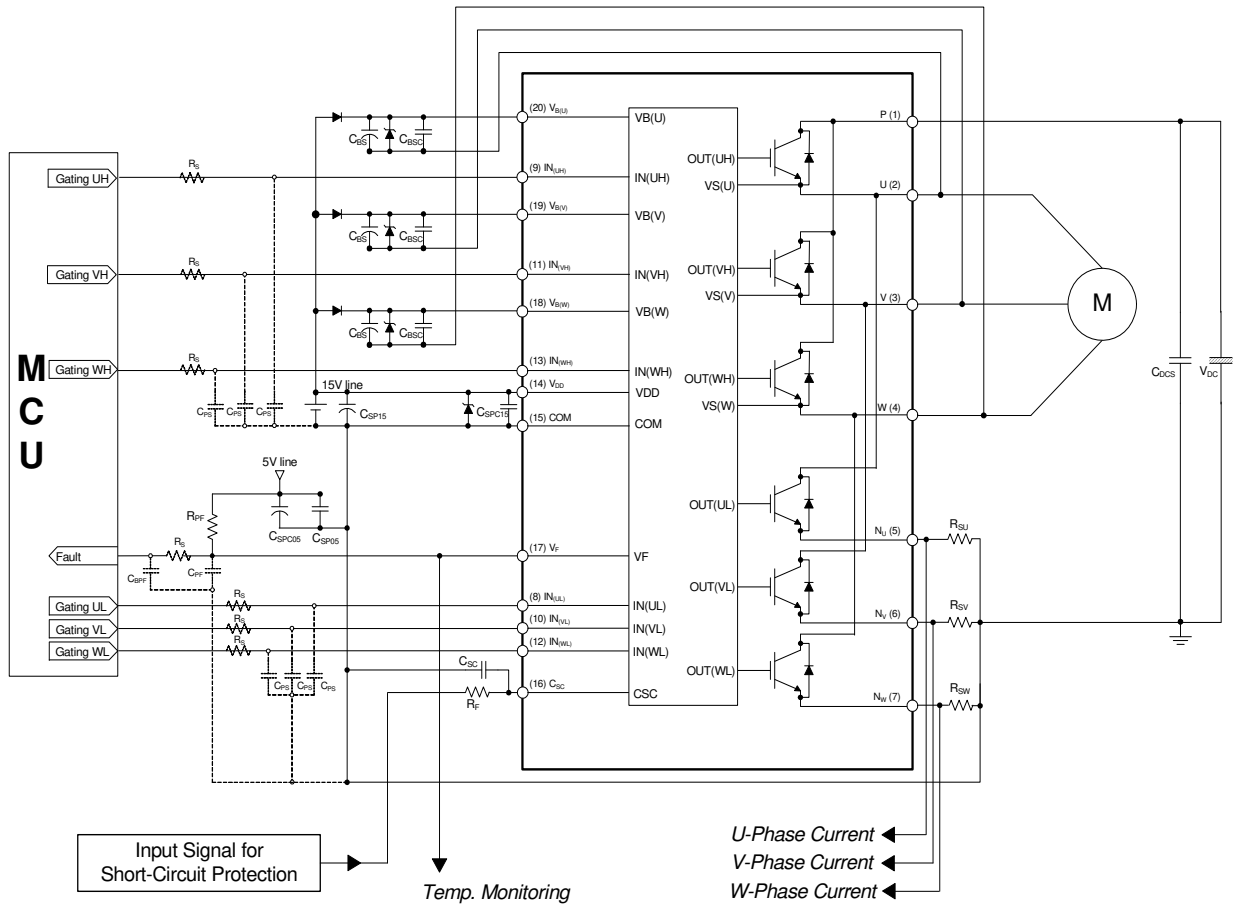 MCU
Gating UH
Gating VH
Gating WH
Fault
Gating UL
Gating VL
Gating WL
RS
RS
RS
CPS
CPS
CPS
CBS
CBSC
CBS
CBSC
CBS
CBSC
15V line
CSP15
CSPC15
5V line
RPF
CSPC05
CSP05
RS
CBPF
CPF
RS
RS
RS
CPS
CPS
CPS
CSC
RF
(20) VB(U)
(9) IN(UH)
(19) VB(V)
(11) IN(VH)
(18) VB(W)
(13) IN(WH)
(14) VDD
(15) COM
(17) VF
(8) IN(UL)
(10) IN(VL)
(12) IN(WL)
(16) CSC
VB(U)
IN(UH)
VB(V)
IN(VH)
VB(W)
IN(WH)
VDD
COM
VF
IN(UL)
IN(VL)
IN(WL)
CSC
OUT(UH)
VS(U)
OUT(VH)
VS(V)
OUT(WH)
VS(W)
OUT(UL)
OUT(VL)
OUT(WL)
P (1)
U (2)
V (3)
W (4)
NU (5)
NV (6)
NW (7)
RSU
RSV
RSW
M
CDCS
VDC
Input Signal for
Short-Circuit Protection
Temp. Monitoring
U-Phase Current
V-Phase Current
W-Phase Current